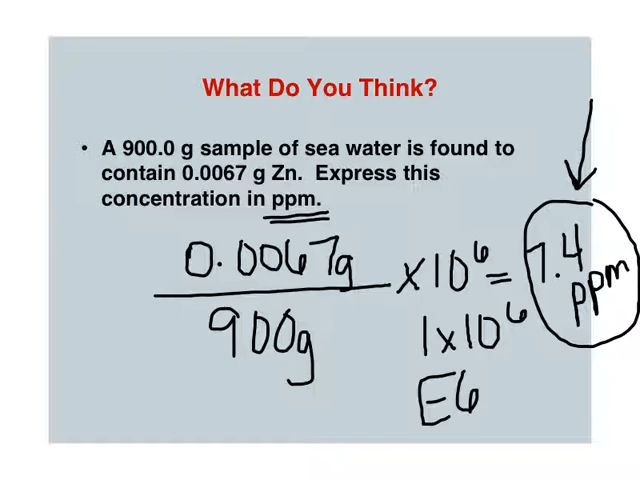 What Do You Think?
• A 900.0 g sample of sea water is found to
contain 0.0067 g Zn. Express this
concentration in ppm.
0.0067g
900g
x10⁶ = 7.4
ppm
1x10⁶
E6